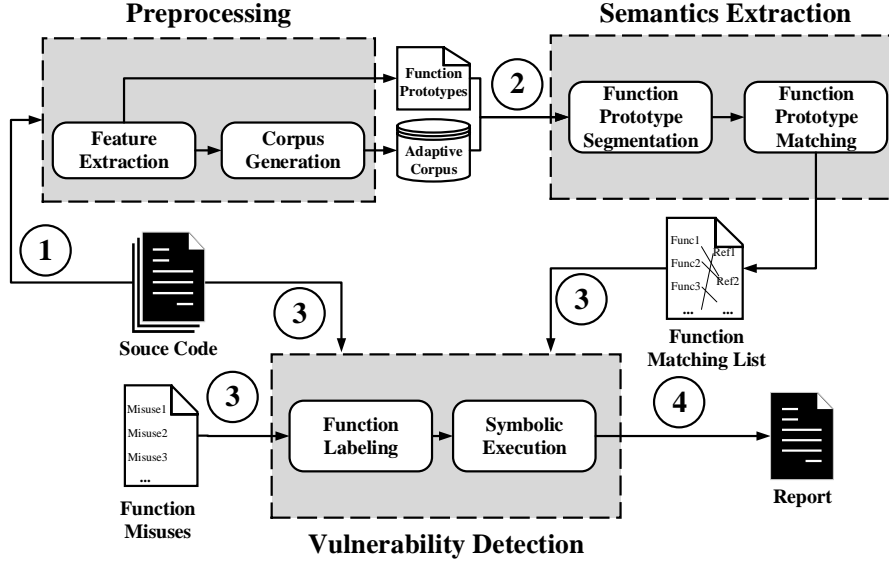 Preprocessing
Semantics Extraction
Function
Prototypes
2
Function
Prototype
Segmentation
Function
Prototype
Matching
Feature
Extraction
Corpus
Generation
Adaptive
Corpus
1
3
3
Func1
Ref1
Func2
Ref2
Func3
... ...
Souce Code
Function
Matching List
3
4
Misuse1
Misuse2
Misuse3
...
Function
Labeling
Symbolic
Execution
Function
Misuses
Report
Vulnerability Detection